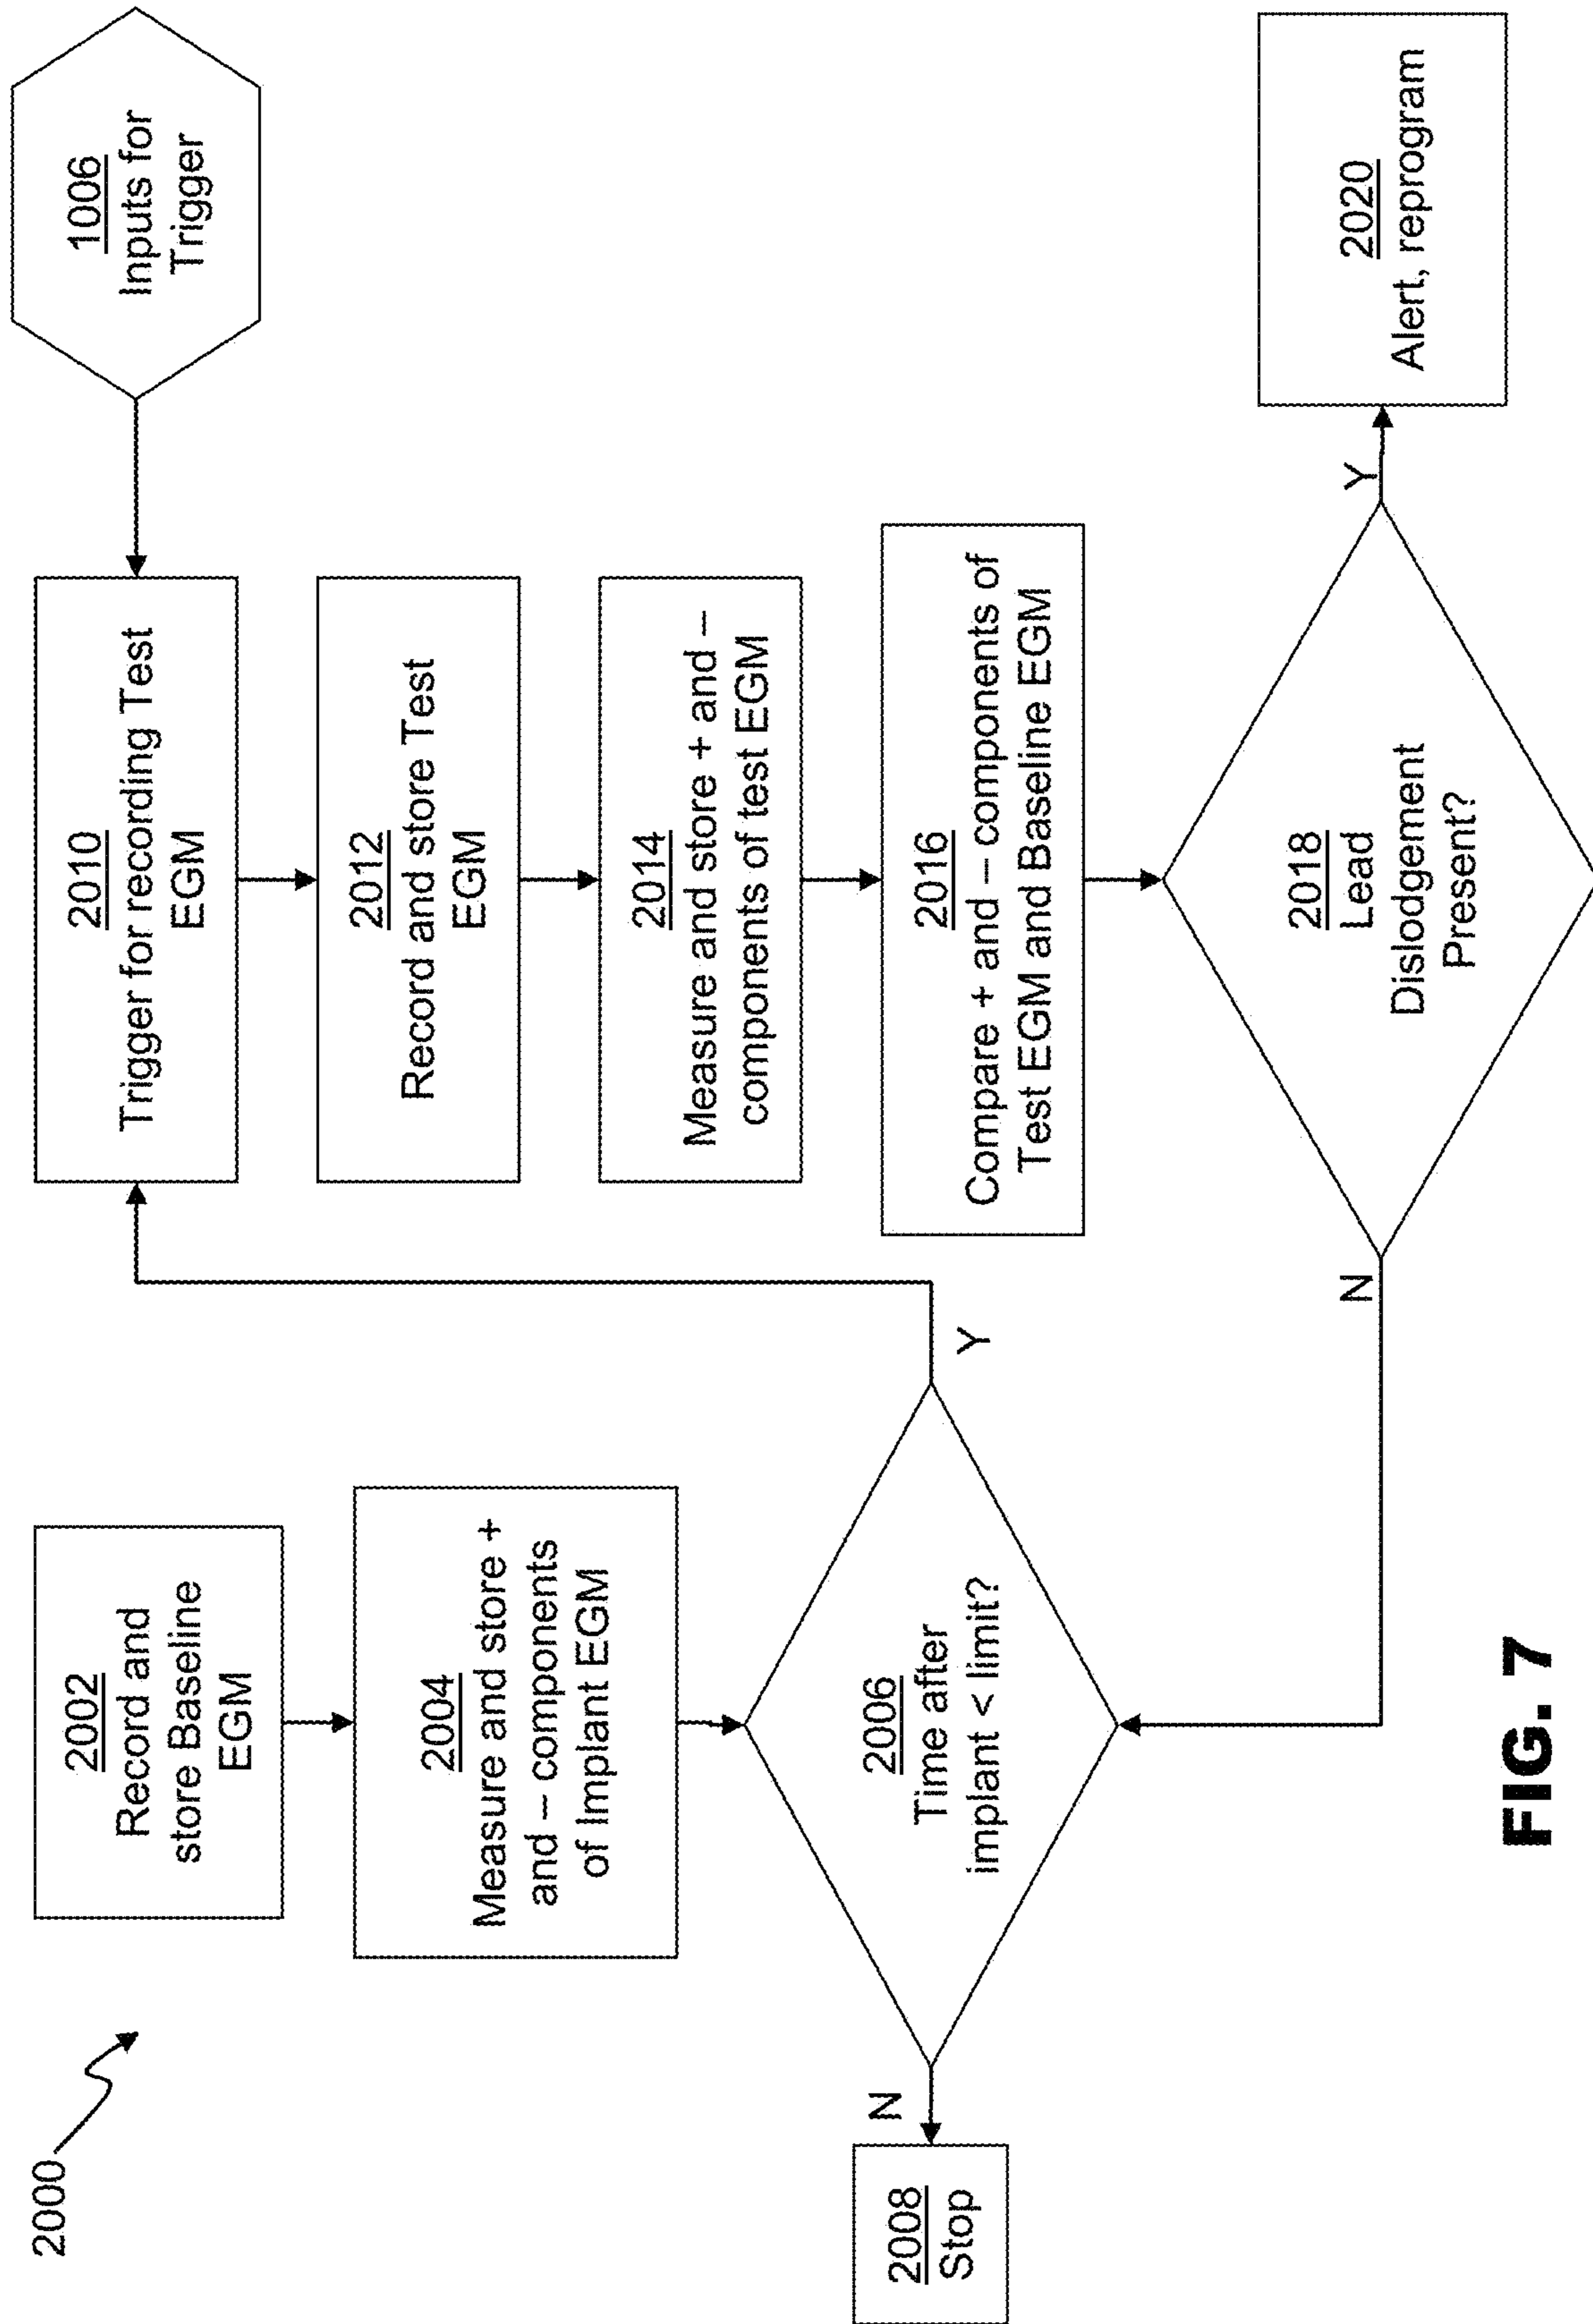 2000
2002
Record and
store Baseline
EGM
2004
Measure and store +
and – components
of Implant EGM
2006
Time after
implant < limit?
N
Y
2008
Stop
1006
Inputs for
Trigger
2010
Trigger for recording Test
EGM
2012
Record and store Test
EGM
2014
Measure and store + and –
components of test EGM
2016
Compare + and – components of
Test EGM and Baseline EGM
2018
Lead
Dislodgement
Present?
N
Y
2020
Alert, reprogram
FIG. 7